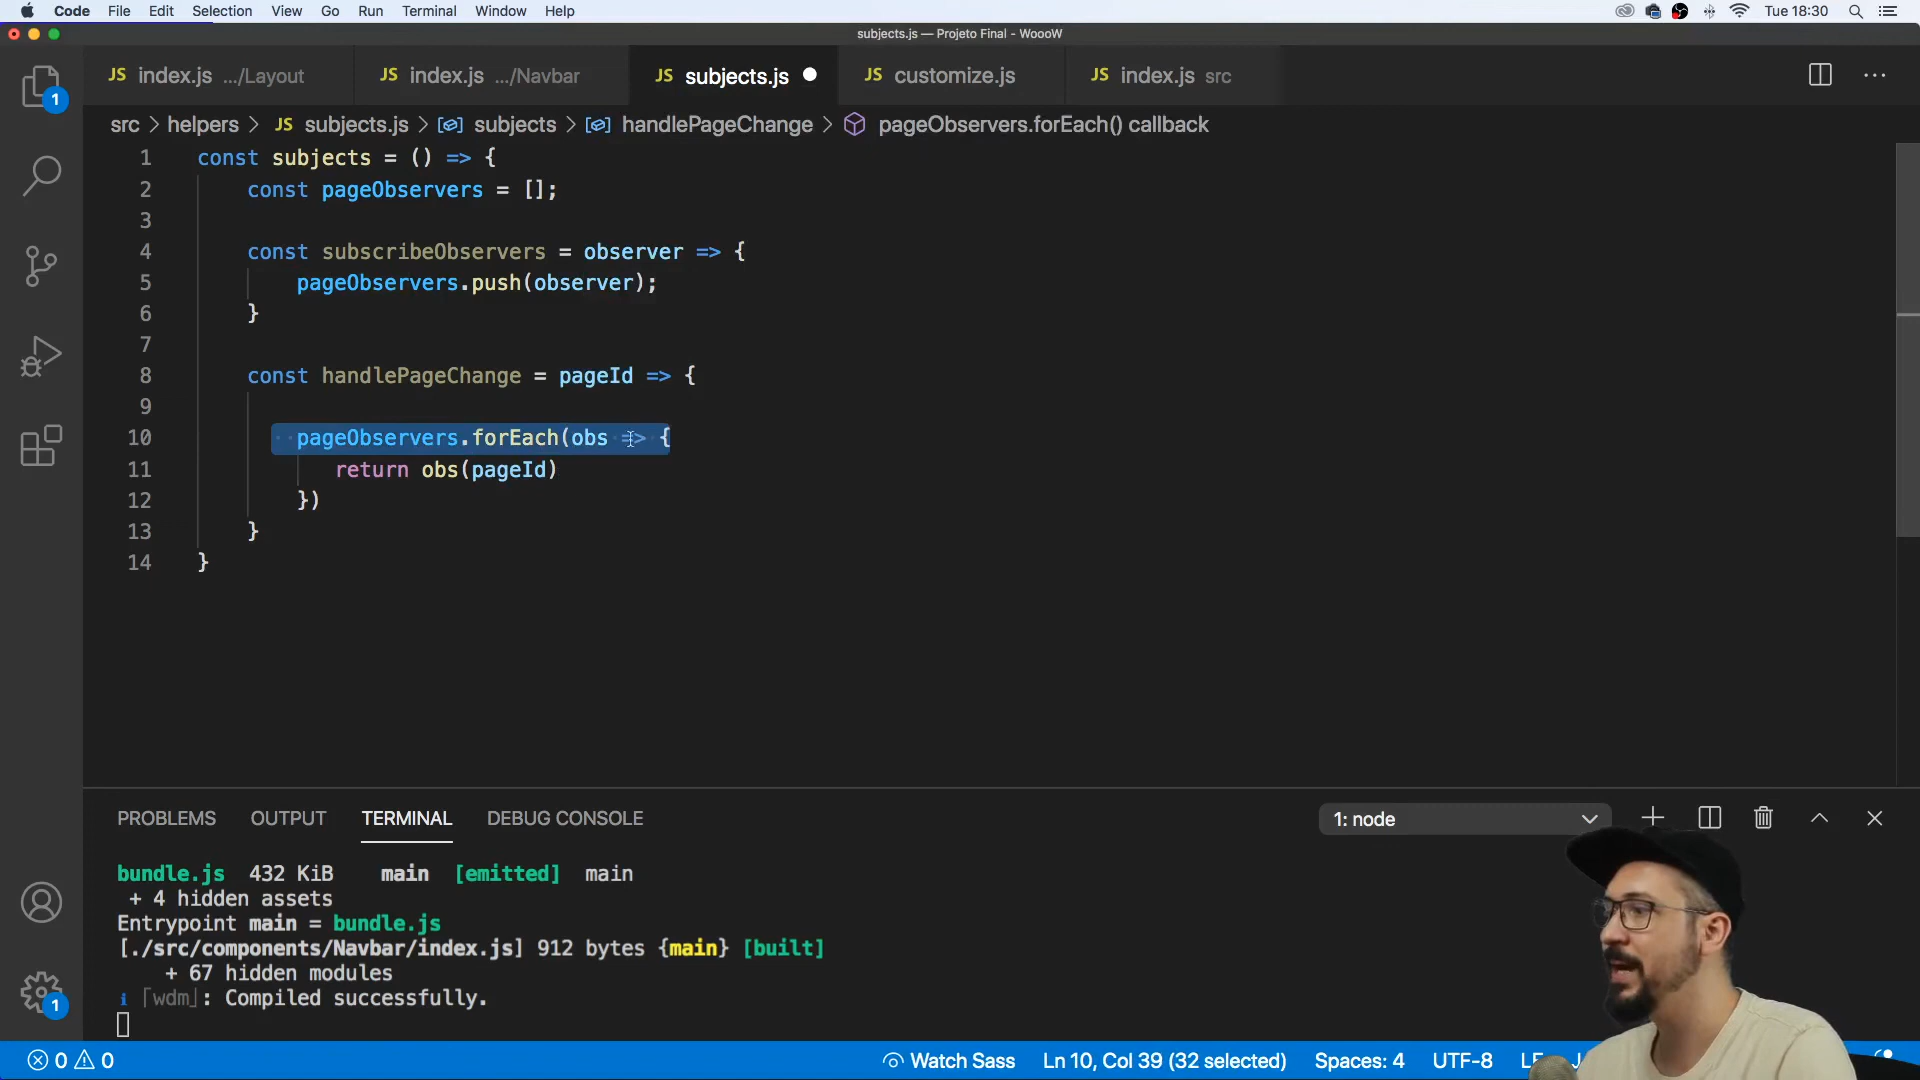 Code File Edit Selection View Go Run Terminal Window Help Tue 18:30
subjects.js — Projeto Final - WoooW
JS index.js .../Layout JS index.js .../Navbar JS subjects.js JS customize.js JS index.js src
src > helpers > JS subjects.js > subjects > handlePageChange > pageObservers.forEach() callback
1 const subjects = () => {
2 const pageObservers = [];
3
4 const subscribeObservers = observer => {
5 pageObservers.push(observer);
6 }
7
8 const handlePageChange = pageId => {
9
10 pageObservers.forEach(obs => {
11 return obs(pageId)
12 })
13 }
14 }
1
PROBLEMS OUTPUT TERMINAL DEBUG CONSOLE 1: node
bundle.js 432 KiB main [emitted] main
+ 4 hidden assets
Entrypoint main = bundle.js
[./src/components/Navbar/index.js] 912 bytes {main} [built]
+ 67 hidden modules
i ｢wdm｣: Compiled successfully.
1
0 0 Watch Sass Ln 10, Col 39 (32 selected) Spaces: 4 UTF-8